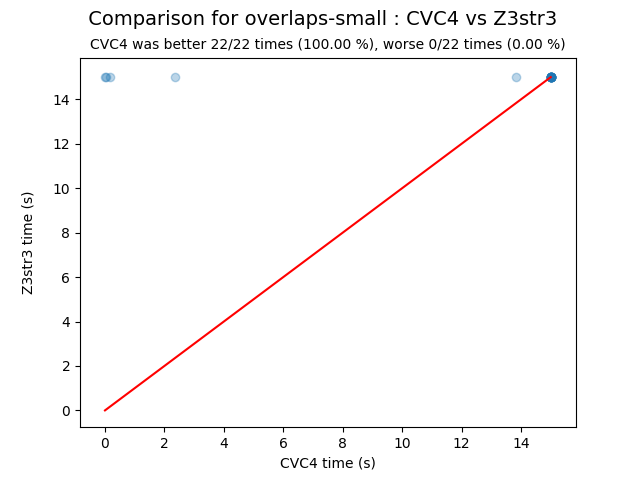 Comparison for overlaps-small : CVC4 vs Z3str3
CVC4 was better 22/22 times (100.00 %), worse 0/22 times (0.00 %)
14
12
10
8
6
4
2
0
Z3str3 time (s)
0 2 4 6 8 10 12 14
CVC4 time (s)